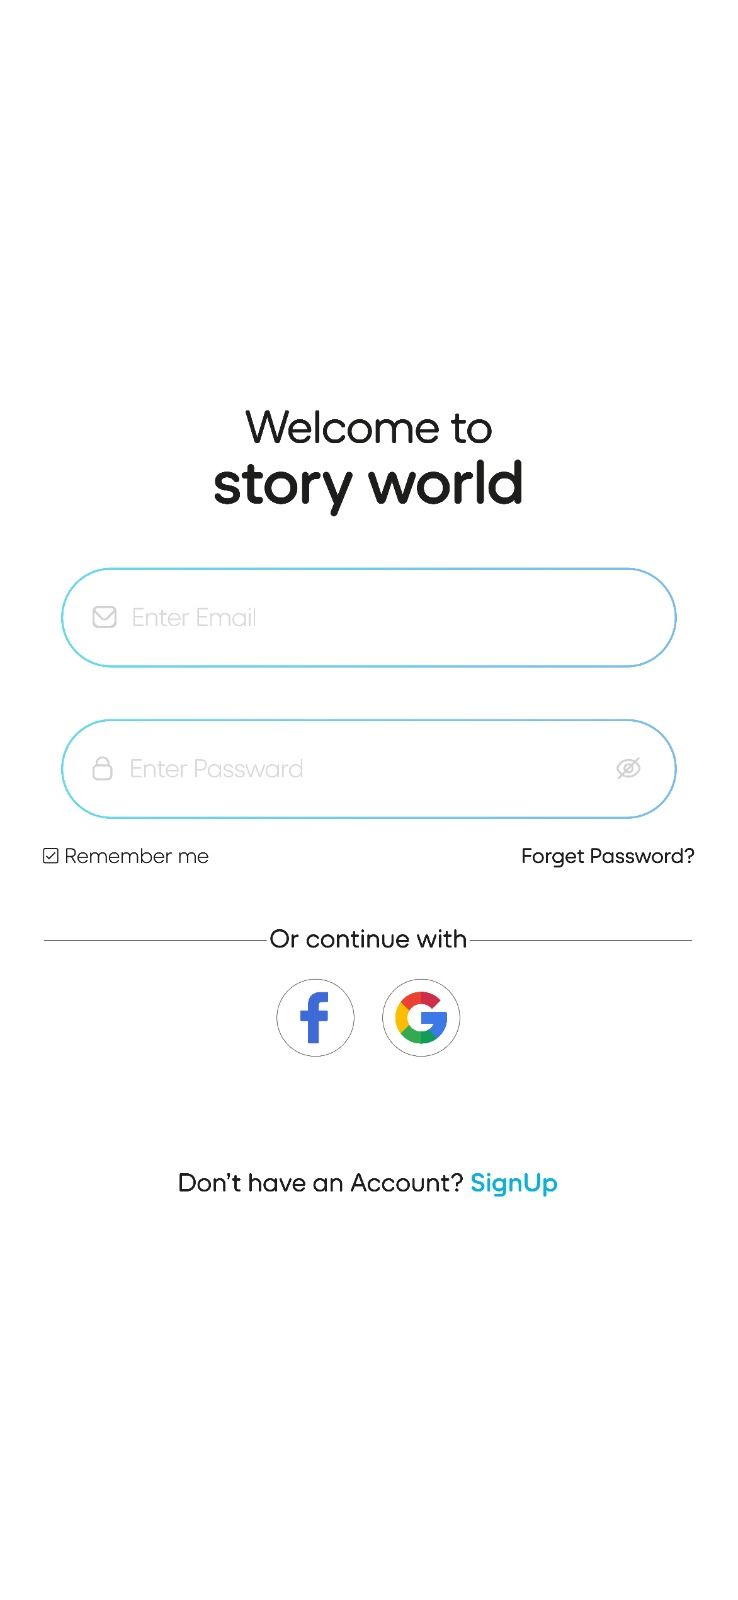 Welcome to
story world
Enter Email
Enter Password
Remember me
Forget Password?
Or continue with
Don't have an Account? SignUp